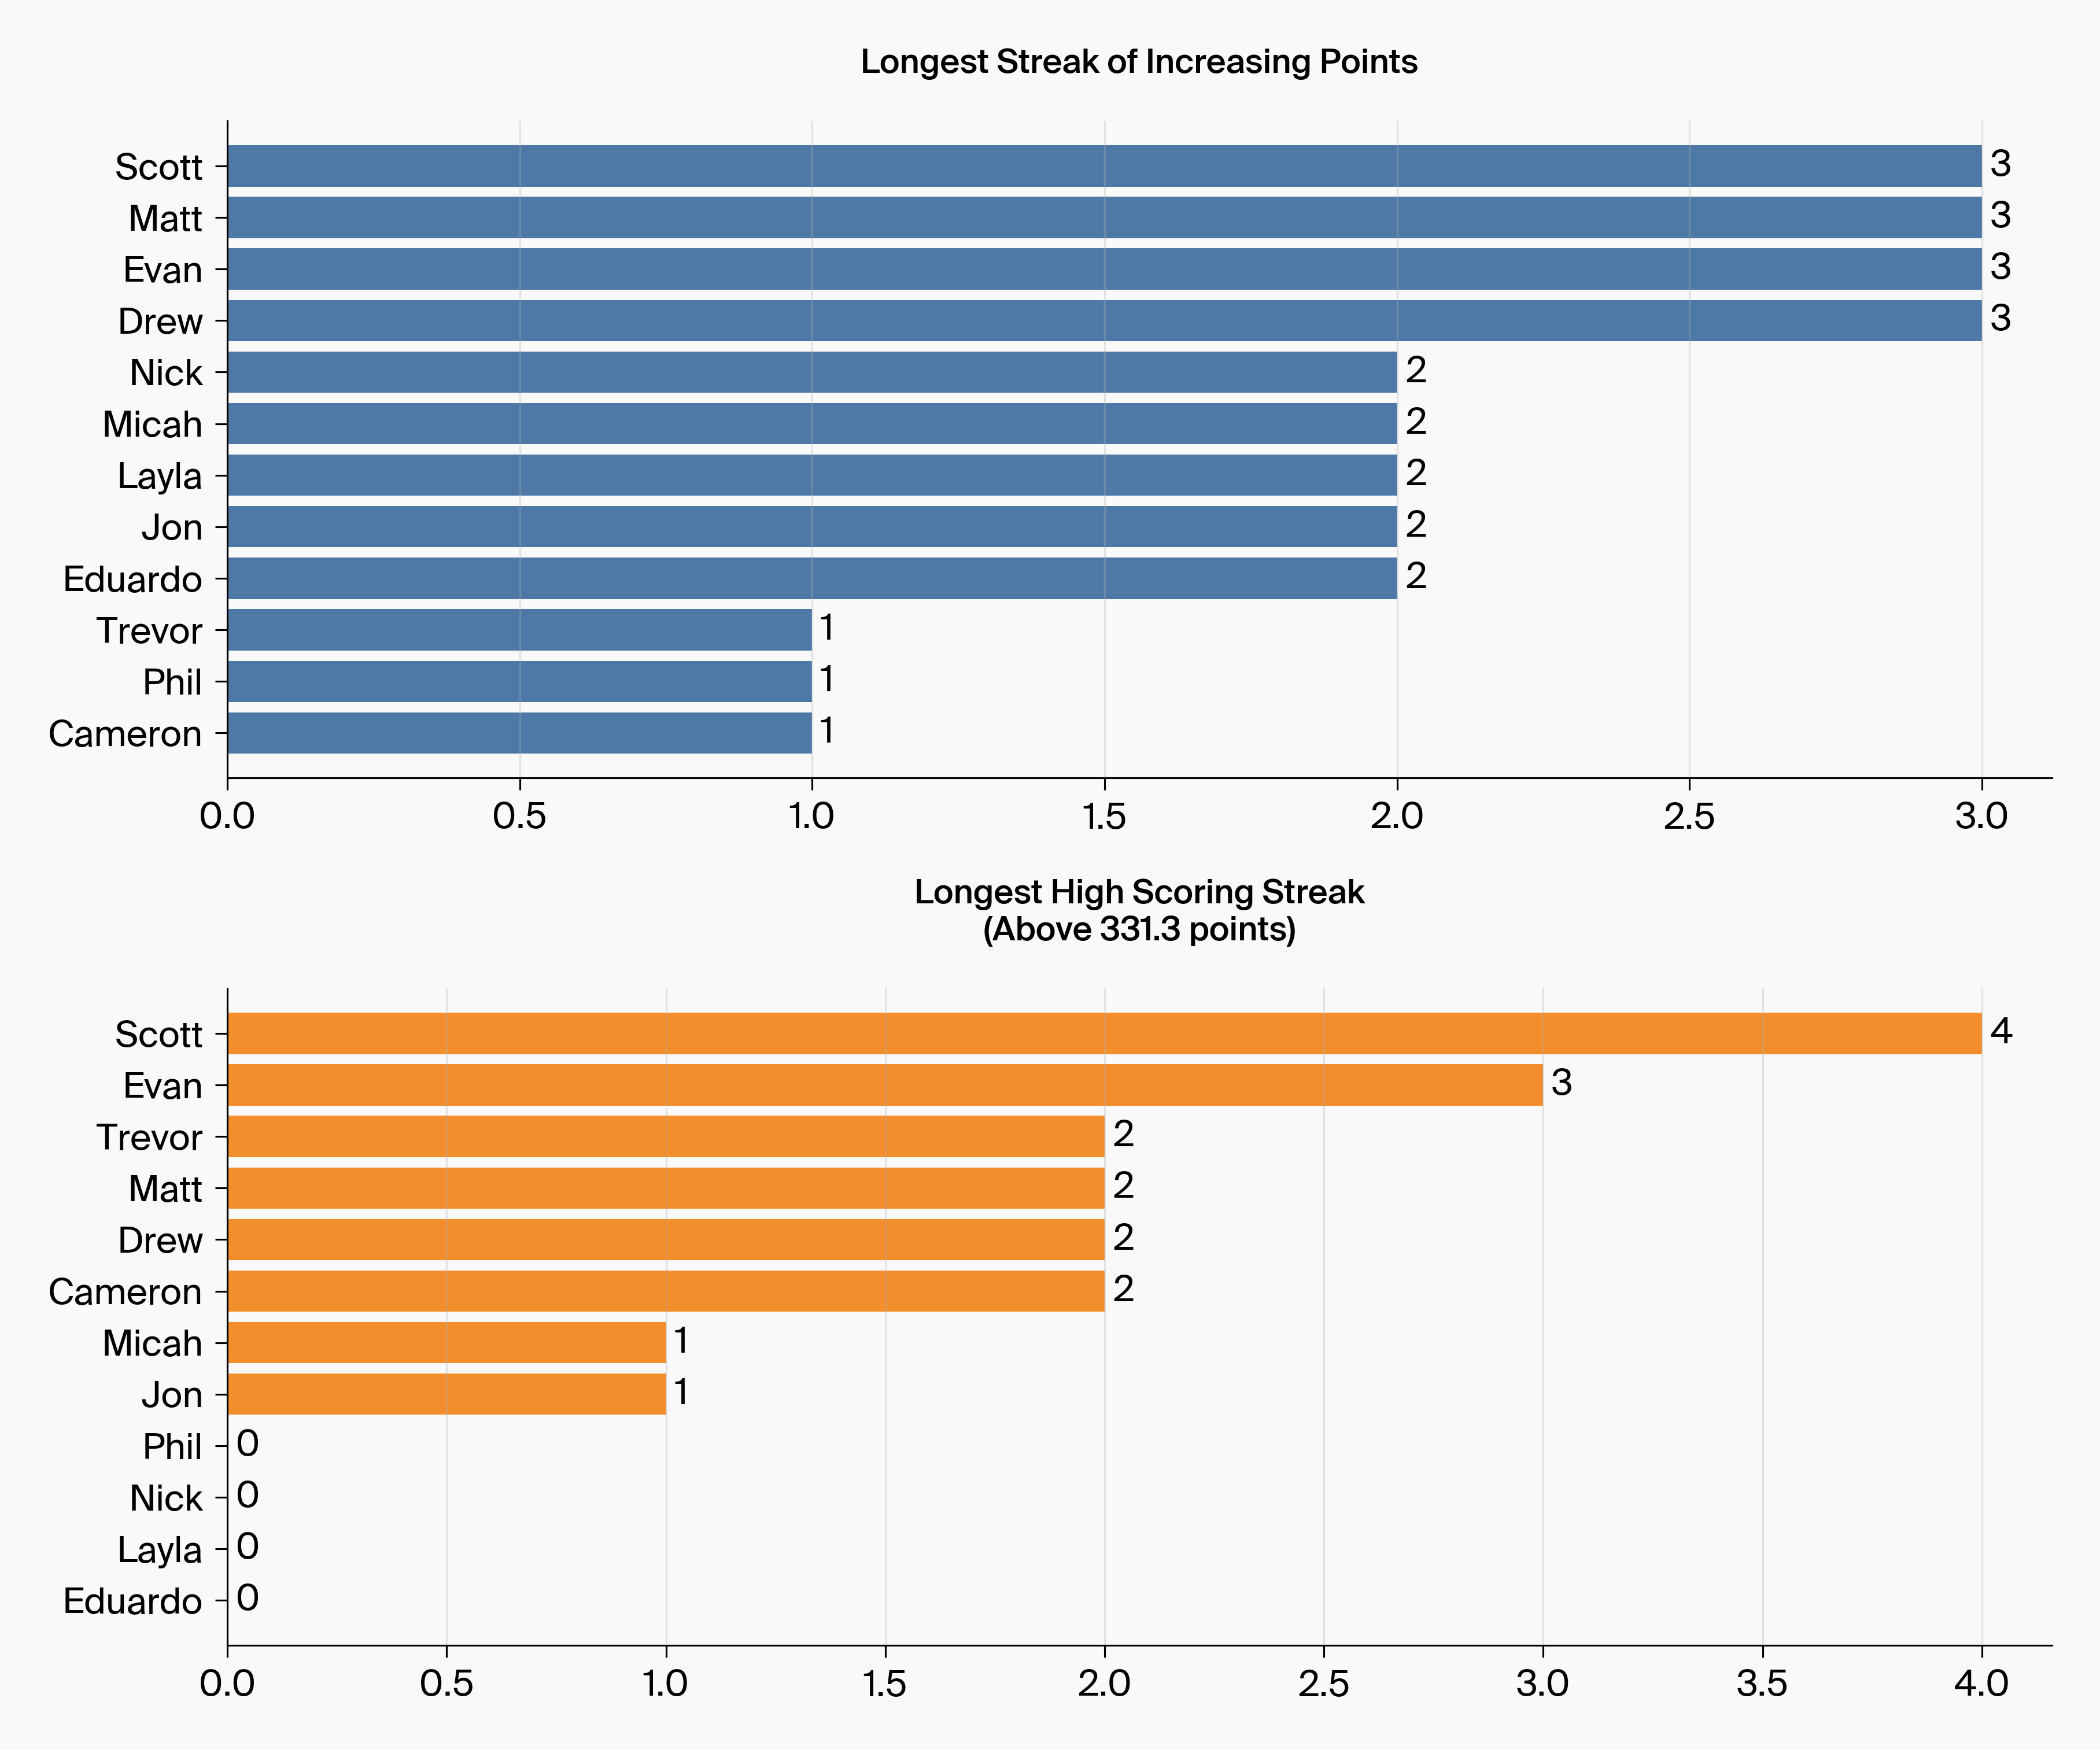 Longest Streak of Increasing Points
Scott 3
Matt 3
Evan 3
Drew 3
Nick 2
Micah 2
Layla 2
Jon 2
Eduardo 2
Trevor 1
Phil 1
Cameron 1
0.0 0.5 1.0 1.5 2.0 2.5 3.0
Longest High Scoring Streak
(Above 331.3 points)
Scott 4
Evan 3
Trevor 2
Matt 2
Drew 2
Cameron 2
Micah 1
Jon 1
Phil 0
Nick 0
Layla 0
Eduardo 0
0.0 0.5 1.0 1.5 2.0 2.5 3.0 3.5 4.0